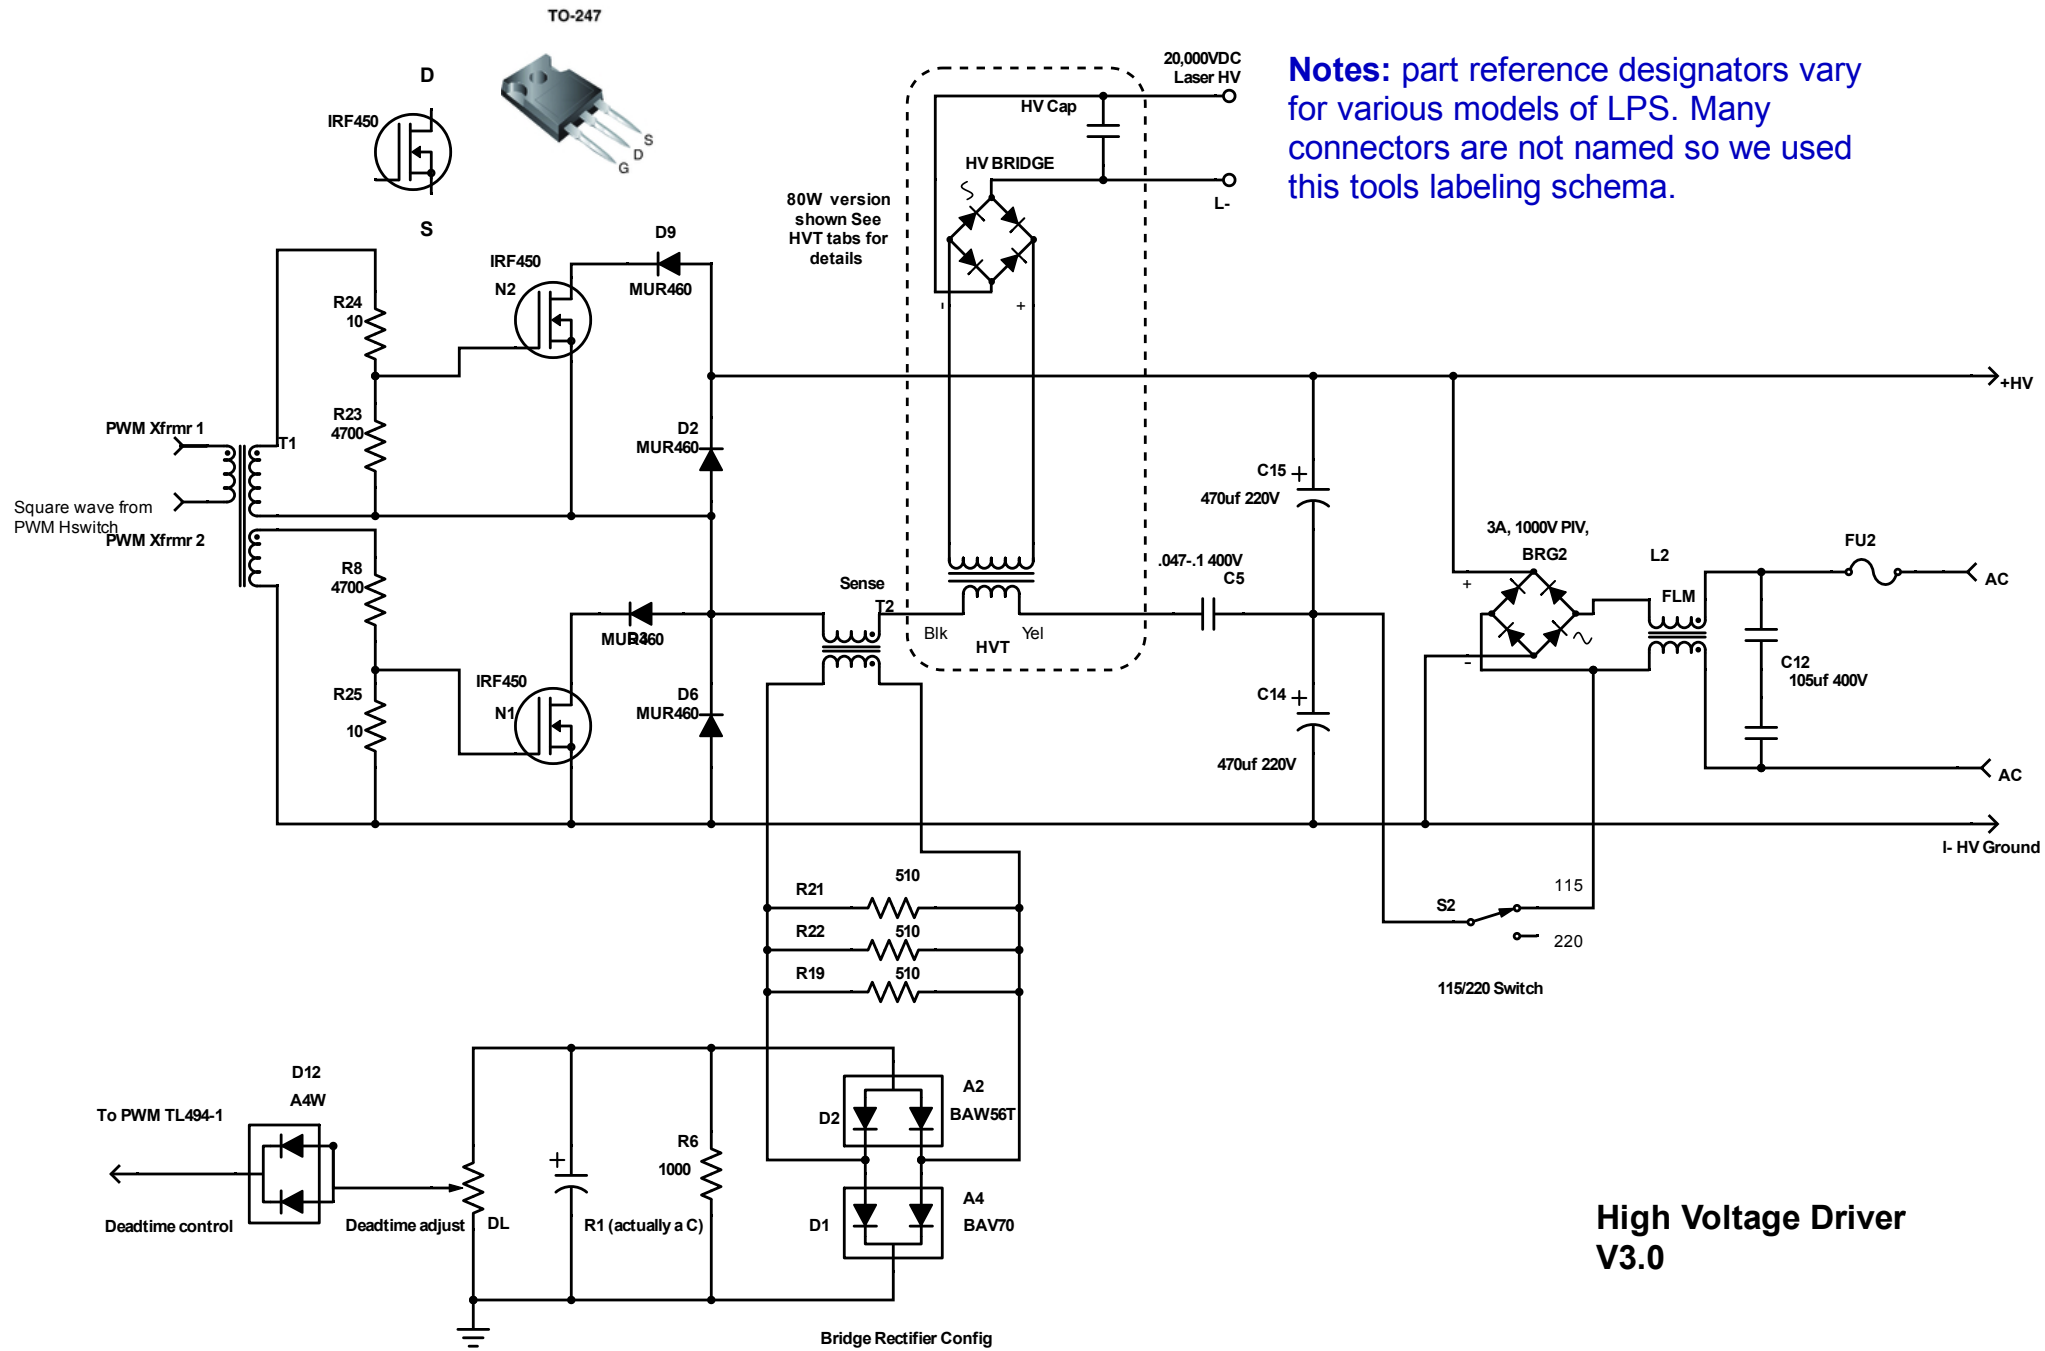 TO-247
D
IRF450
S
S
D
G
20,000VDC
Laser HV
HV Cap
HV BRIDGE
L-
Notes: part reference designators vary
for various models of LPS. Many
connectors are not named so we used
this tools labeling schema.
80W version
shown See
HVT tabs for
details
- +
D9
MUR460
IRF450
N2
R24
10
R23
4700
PWM Xfrmr 1
T1
Square wave from
PWM Hswitch
PWM Xfrmr 2
D2
MUR460
+HV
C15 +
470uf 220V
3A, 1000V PIV,
BRG2
+
-
L2
FLM
FU2
AC
C12
105uf 400V
AC
R8
4700
R25
10
MUR460
D3
IRF450
N1
D6
MUR460
Sense
T2
Blk
Yel
HVT
.047-.1 400V
C5
C14 +
470uf 220V
I- HV Ground
R21 510
R22 510
R19 510
115
S2
220
115/220 Switch
D12
A4W
To PWM TL494-1
Deadtime control
Deadtime adjust
DL
+
R1 (actually a C)
R6
1000
A2
BAW56T
D2
A4
BAV70
D1
Bridge Rectifier Config
High Voltage Driver
V3.0